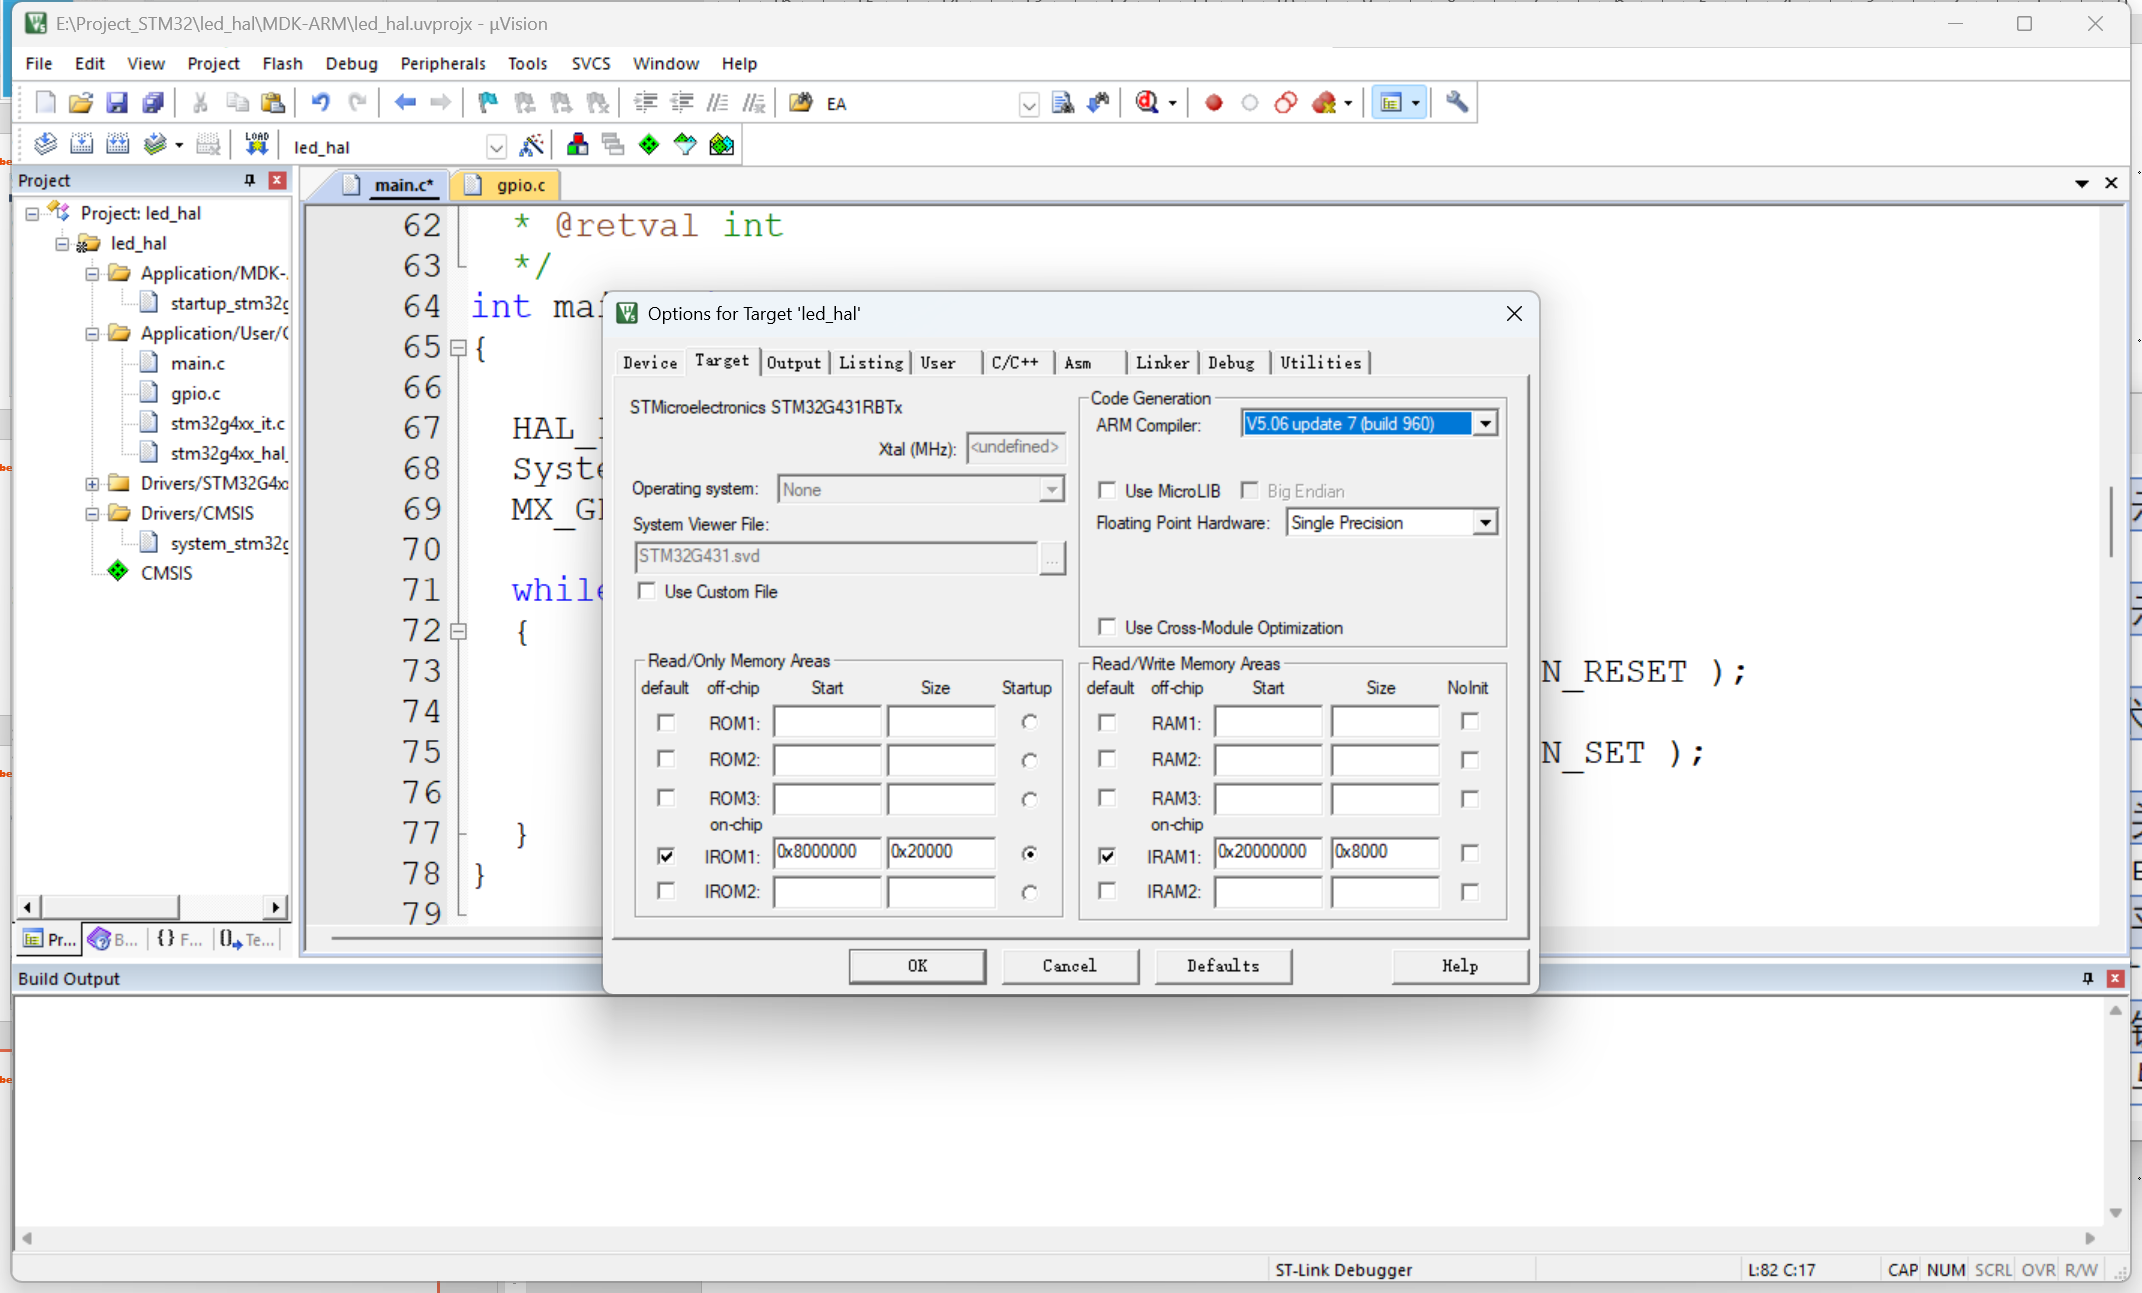 E:\Project_STM32\led_hal\MDK-ARM\led_hal.uvprojx - µVision
File Edit View Project Flash Debug Peripherals Tools SVCS Window Help
EA
LOAD
led_hal
Project
Project: led_hal
led_hal
Application/MDK-
startup_stm32g
Application/User/C
main.c
gpio.c
stm32g4xx_it.c
stm32g4xx_hal_
Drivers/STM32G4xx
Drivers/CMSIS
system_stm32g
CMSIS
Pr... B... {} F... Te...
main.c* gpio.c
62 * @retval int
63 */
64 int mai
65 {
66
67 HAL_
68 Syste
69 MX_G
70
71 while
72 {
73 N_RESET );
74
75 N_SET );
76
77 }
78 }
79
Options for Target 'led_hal'
Device Target Output Listing User C/C++ Asm Linker Debug Utilities
STMicroelectronics STM32G431RBTx
Xtal (MHz): <undefined>
Operating system: None
System Viewer File:
STM32G431.svd ...
Use Custom File
Code Generation
ARM Compiler: V5.06 update 7 (build 960)
Use MicroLIB Big Endian
Floating Point Hardware: Single Precision
Use Cross-Module Optimization
Read/Only Memory Areas
default off-chip Start Size Startup
ROM1:
ROM2:
ROM3:
on-chip
IROM1: 0x8000000 0x20000
IROM2:
Read/Write Memory Areas
default off-chip Start Size NoInit
RAM1:
RAM2:
RAM3:
on-chip
IRAM1: 0x20000000 0x8000
IRAM2:
OK Cancel Defaults Help
Build Output
ST-Link Debugger L:82 C:17 CAP NUM SCRL OVR R/W